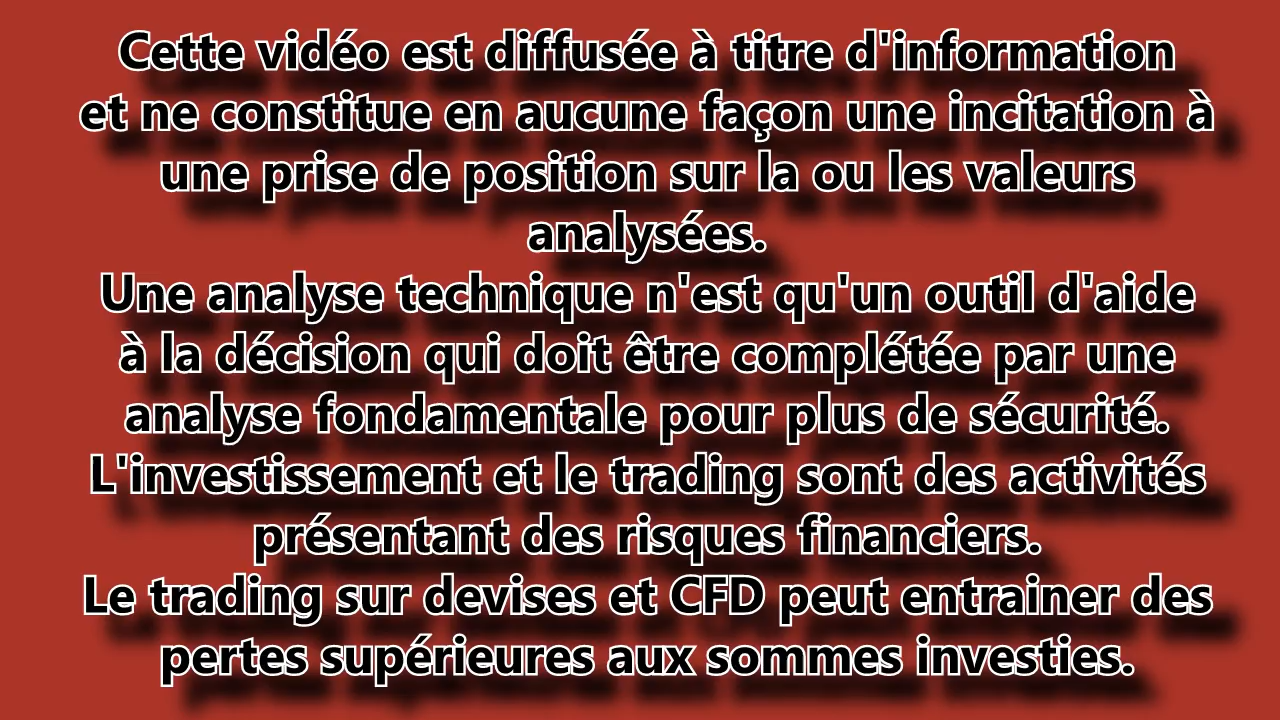 Cette vidéo est diffusée à titre d'information
et ne constitue en aucune façon une incitation à
une prise de position sur la ou les valeurs
analysées.
Une analyse technique n'est qu'un outil d'aide
à la décision qui doit être complétée par une
analyse fondamentale pour plus de sécurité.
L'investissement et le trading sont des activités
présentant des risques financiers.
Le trading sur devises et CFD peut entrainer des
pertes supérieures aux sommes investies.